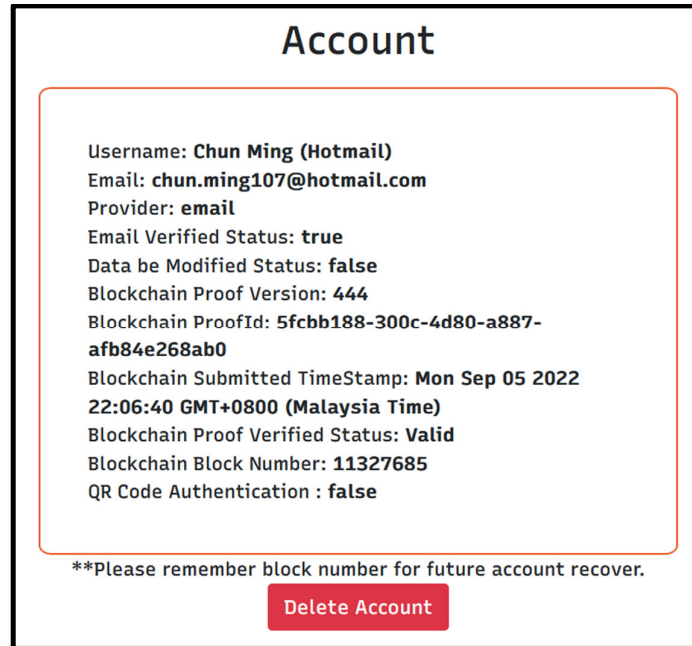 Account
Username: Chun Ming (Hotmail)
Email: chun.ming107@hotmail.com
Provider: email
Email Verified Status: true
Data be Modified Status: false
Blockchain Proof Version: 444
Blockchain ProofId: 5fcbb188-300c-4d80-a887-
afb84e268ab0
Blockchain Submitted TimeStamp: Mon Sep 05 2022
22:06:40 GMT+0800 (Malaysia Time)
Blockchain Proof Verified Status: Valid
Blockchain Block Number: 11327685
QR Code Authentication : false
**Please remember block number for future account recover.
Delete Account